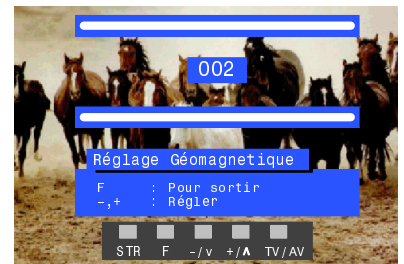 002
Réglage Géomagnetique
F : Pour sortir
-,+ : Régler
STR F -/v +/ʌ TV/AV